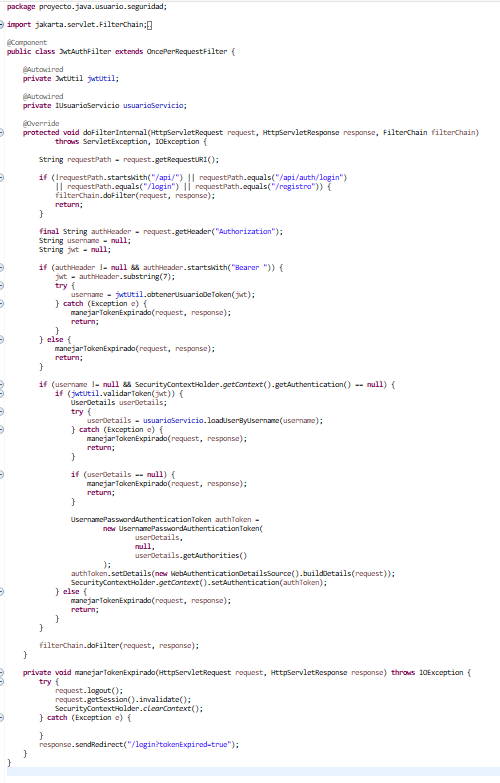 package proyecto.java.usuario.seguridad;
import jakarta.servlet.FilterChain;
@Component
public class JwtAuthFilter extends OncePerRequestFilter {
@Autowired
private JwtUtil jwtUtil;
@Autowired
private IUsuarioServicio usuarioServicio;
@Override
protected void doFilterInternal(HttpServletRequest request, HttpServletResponse response, FilterChain filterChain)
throws ServletException, IOException {
String requestPath = request.getRequestURI();
if (!requestPath.startsWith("/api/") || requestPath.equals("/api/auth/login")
|| requestPath.equals("/login") || requestPath.equals("/registro")) {
filterChain.doFilter(request, response);
return;
}
final String authHeader = request.getHeader("Authorization");
String username = null;
String jwt = null;
if (authHeader != null && authHeader.startsWith("Bearer ")) {
jwt = authHeader.substring(7);
try {
username = jwtUtil.obtenerUsuarioDeToken(jwt);
} catch (Exception e) {
manejarTokenExpirado(request, response);
return;
}
} else {
manejarTokenExpirado(request, response);
return;
}
if (username != null && SecurityContextHolder.getContext().getAuthentication() == null) {
if (jwtUtil.validarToken(jwt)) {
UserDetails userDetails;
try {
userDetails = usuarioServicio.loadUserByUsername(username);
} catch (Exception e) {
manejarTokenExpirado(request, response);
return;
}
if (userDetails == null) {
manejarTokenExpirado(request, response);
return;
}
UsernamePasswordAuthenticationToken authToken =
new UsernamePasswordAuthenticationToken(
userDetails,
null,
userDetails.getAuthorities()
);
authToken.setDetails(new WebAuthenticationDetailsSource().buildDetails(request));
SecurityContextHolder.getContext().setAuthentication(authToken);
} else {
manejarTokenExpirado(request, response);
return;
}
}
filterChain.doFilter(request, response);
}
private void manejarTokenExpirado(HttpServletRequest request, HttpServletResponse response) throws IOException {
try {
request.logout();
request.getSession().invalidate();
SecurityContextHolder.clearContext();
} catch (Exception e) {
}
response.sendRedirect("/login?tokenExpired=true");
}
}